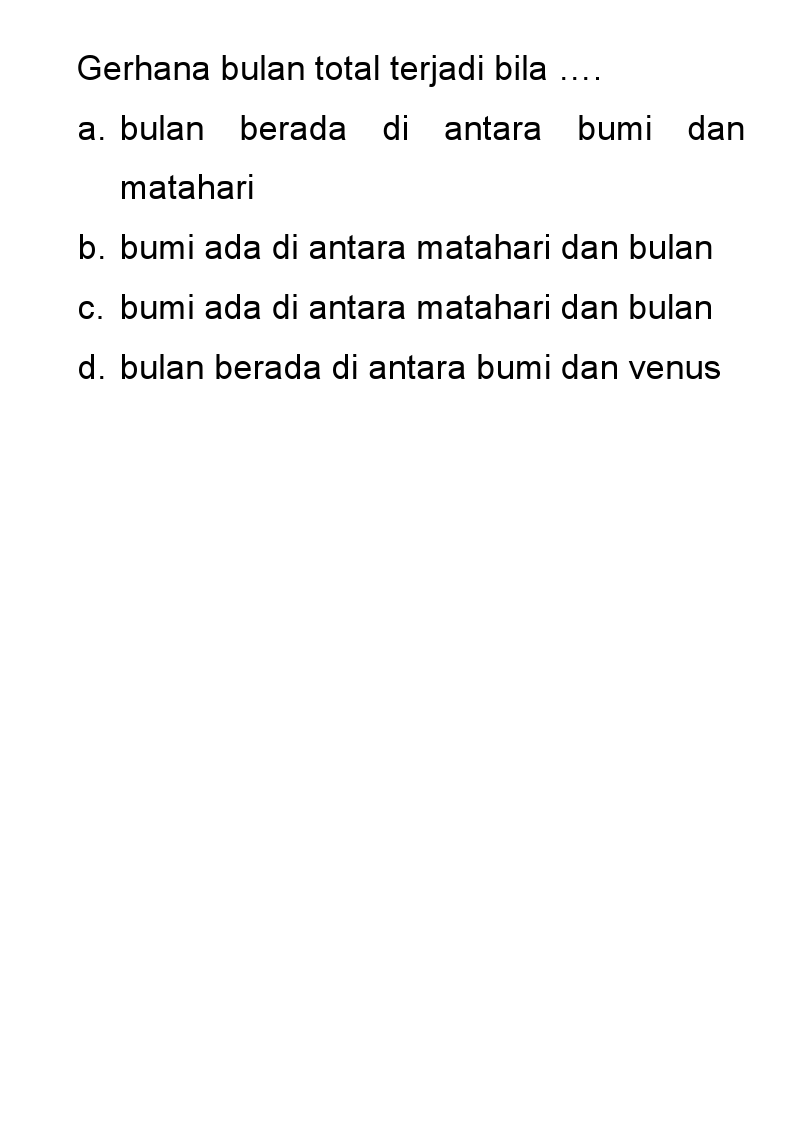 Gerhana bulan total terjadi bila ….
a. bulan berada di antara bumi dan
matahari
b. bumi ada di antara matahari dan bulan
c. bumi ada di antara matahari dan bulan
d. bulan berada di antara bumi dan venus